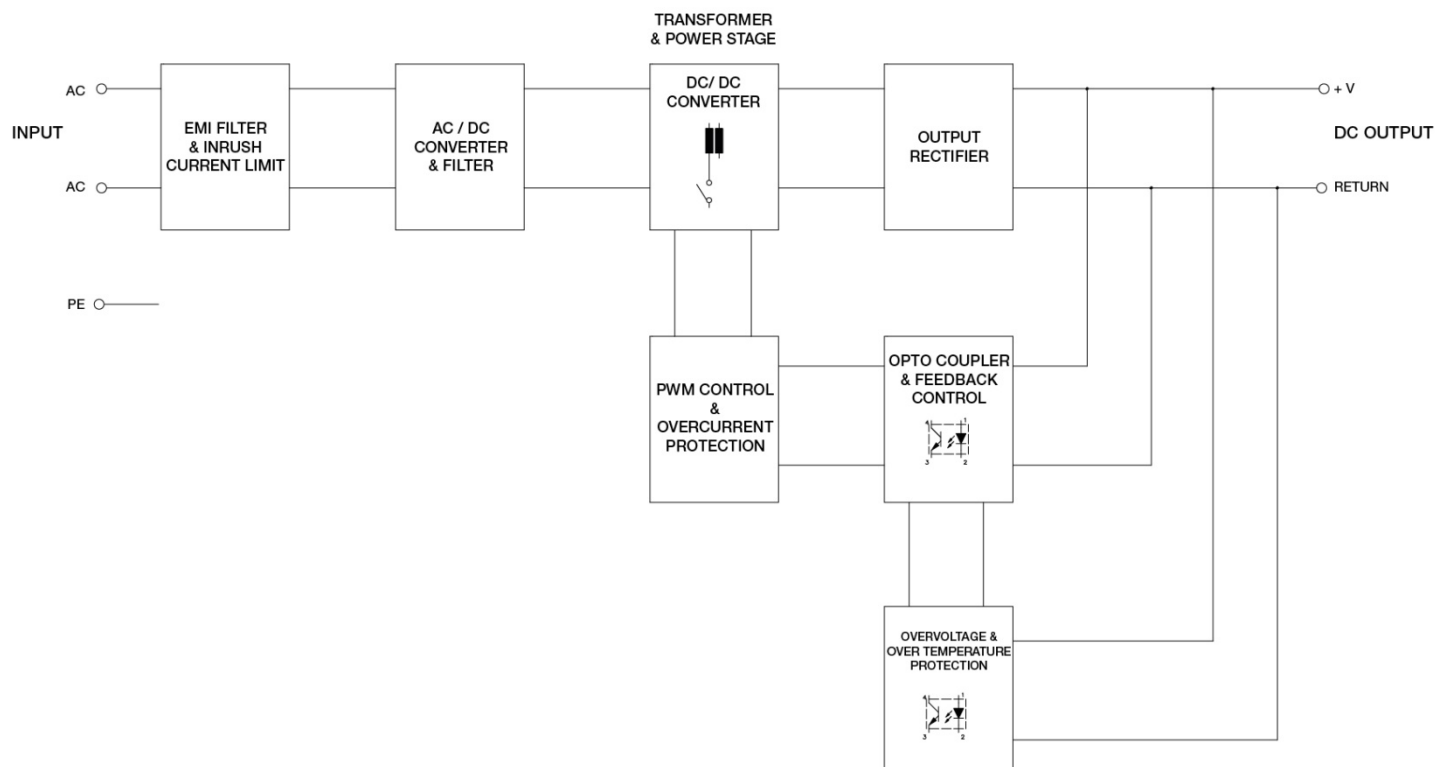 TRANSFORMER
& POWER STAGE
AC
INPUT
AC
PE
EMI FILTER
& INRUSH
CURRENT LIMIT
AC / DC
CONVERTER
& FILTER
DC/ DC
CONVERTER
OUTPUT
RECTIFIER
+ V
DC OUTPUT
RETURN
PWM CONTROL
&
OVERCURRENT
PROTECTION
OPTO COUPLER
& FEEDBACK
CONTROL
4 1
3 2
OVERVOLTAGE &
OVER TEMPERATURE
PROTECTION
4 1
3 2